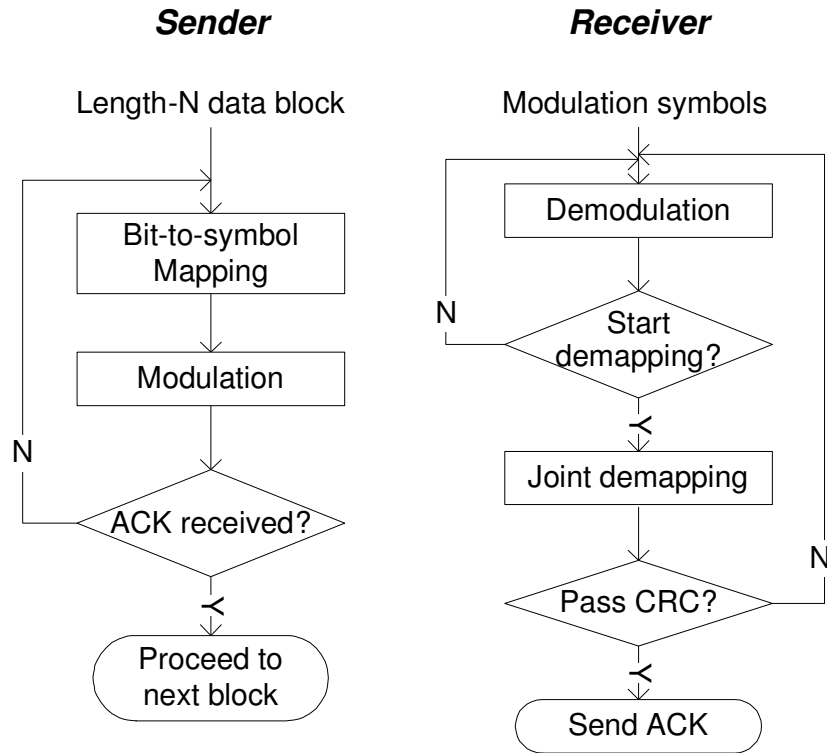 Sender
Length-N data block
Bit-to-symbol
Mapping
Modulation
N
ACK received?
Y
Proceed to
next block
Receiver
Modulation symbols
Demodulation
N
Start
demapping?
Y
Joint demapping
N
Pass CRC?
Y
Send ACK